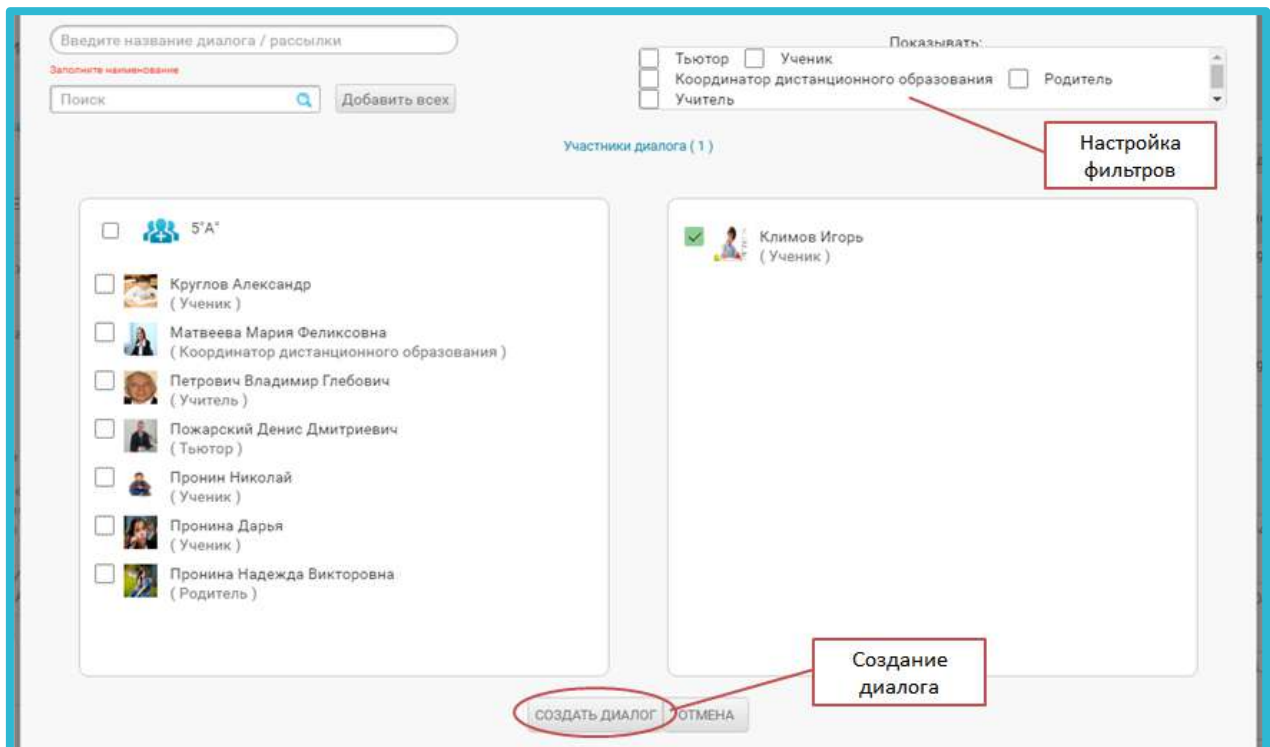 Введите название диалога / рассылки
Показывать:
Заполните наименование
Тьютор Ученик
Координатор дистанционного образования Родитель
Учитель
Поиск
Добавить всех
Настройка
фильтров
Участники диалога ( 1 )
5"А"
Круглов Александр
( Ученик )
Матвеева Мария Феликсовна
( Координатор дистанционного образования )
Петрович Владимир Глебович
( Учитель )
Пожарский Денис Дмитриевич
( Тьютор )
Пронин Николай
( Ученик )
Пронина Дарья
( Ученик )
Пронина Надежда Викторовна
( Родитель )
Климов Игорь
( Ученик )
Создание
диалога
СОЗДАТЬ ДИАЛОГ
ОТМЕНА